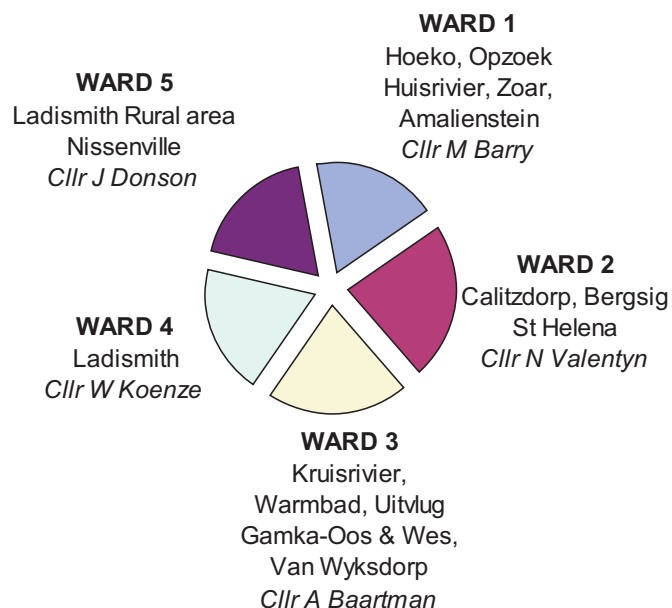 WARD 1
Hoeko, Opzoek
Huisrivier, Zoar,
Amalienstein
Cllr M Barry
WARD 5
Ladismith Rural area
Nissenville
Cllr J Donson
WARD 2
Calitzdorp, Bergsig
St Helena
Cllr N Valentyn
WARD 4
Ladismith
Cllr W Koenze
WARD 3
Kruisrivier,
Warmbad, Uitvlug
Gamka-Oos & Wes,
Van Wyksdorp
Cllr A Baartman